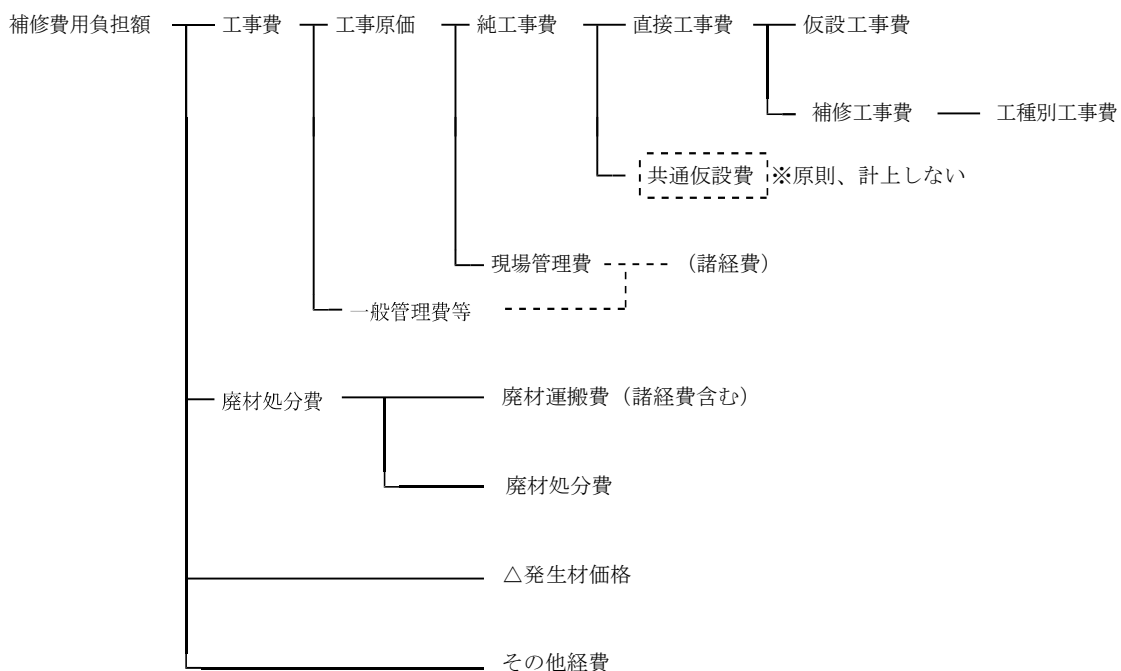 補修費用負担額 工事費 工事原価 純工事費 直接工事費 仮設工事費
補修工事費 工種別工事費
共通仮設費 ※原則、計上しない
現場管理費 (諸経費)
一般管理費等
廃材処分費 廃材運搬費(諸経費含む)
廃材処分費
△発生材価格
その他経費